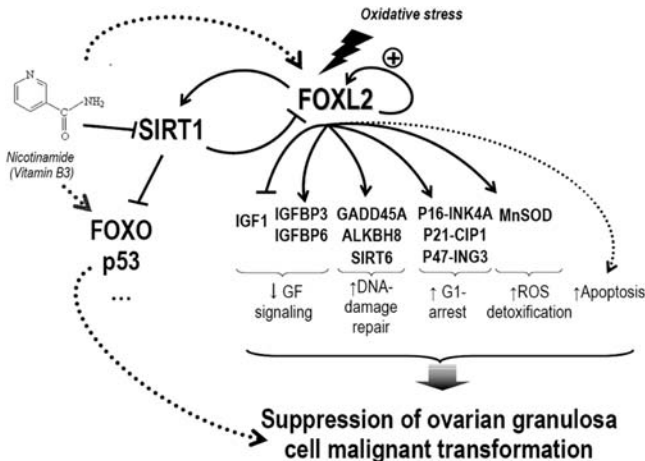 Oxidative stress
+
FOXL2
N
NH2
C
O
SIRT1
Nicotinamide
(Vitamin B3)
FOXO
p53
...
IGF1
IGFBP3
IGFBP6
GADD45A
ALKBH8
SIRT6
P16-INK4A
P21-CIP1
P47-ING3
MnSOD
↓ GF
signaling
↑DNA-
damage
repair
↑ G1-
arrest
↑ROS
detoxification
↑Apoptosis
Suppression of ovarian granulosa
cell malignant transformation